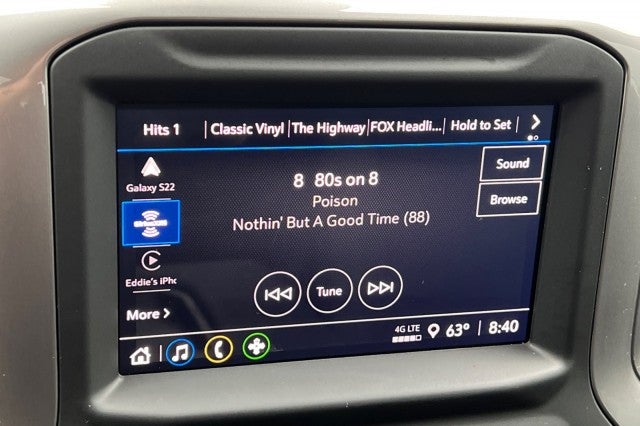 Hits 1 | Classic Vinyl | The Highway | FOX Headli... | Hold to Set | >
Galaxy S22
8 80s on 8
Sound
Poison
Browse
SiriusXM
Nothin' But A Good Time (88)
Eddie's iPho
Tune
More >
4G LTE 63° | 8:40